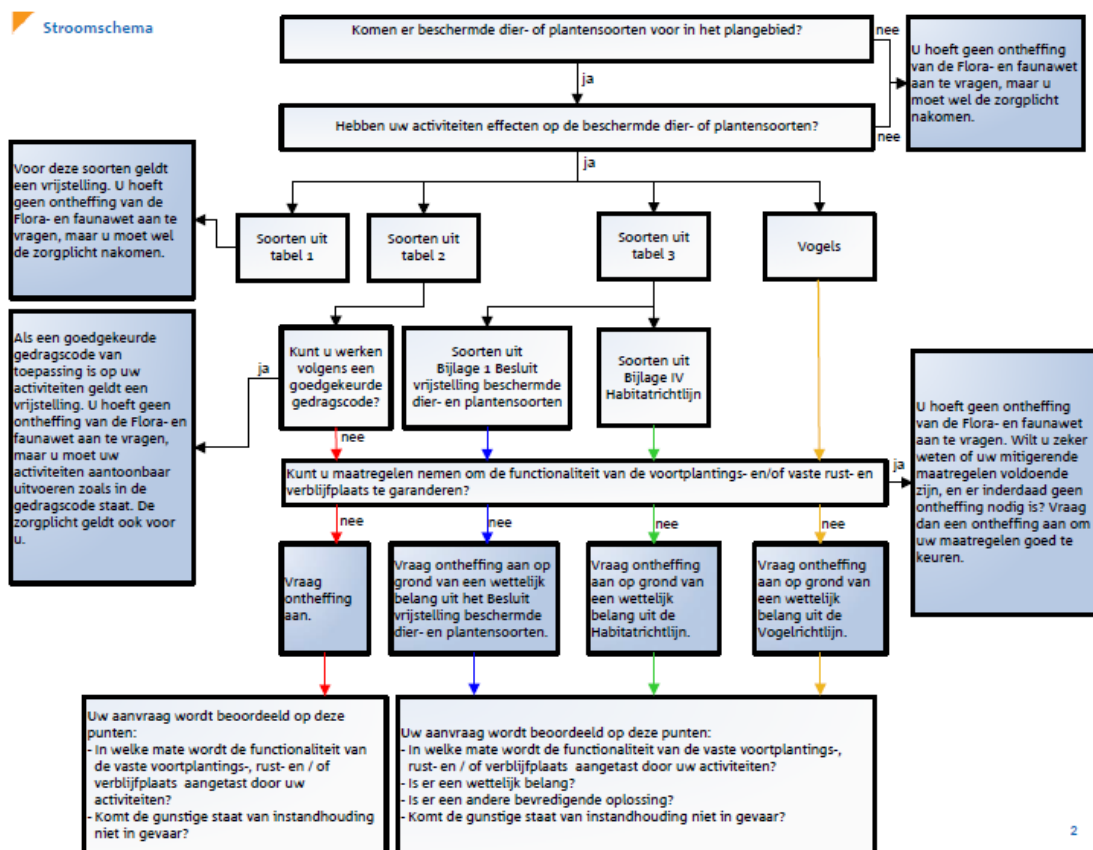 Stroomschema
Komen er beschermde dier- of plantensoorten voor in het plangebied?
nee
U hoeft geen ontheffing
van de Flora- en faunawet
aan te vragen, maar u
moet wel de zorgplicht
nakomen.
ja
Hebben uw activiteiten effecten op de beschermde dier- of plantensoorten?
nee
ja
Voor deze soorten geldt
een vrijstelling. U hoeft
geen ontheffing van de
Flora- en faunawet aan te
vragen, maar u moet wel
de zorgplicht nakomen.
Soorten uit
tabel 1
Soorten uit
tabel 2
Soorten uit
tabel 3
Vogels
Als een goedgekeurde
gedragscode van
toepassing is op uw
activiteiten geldt een
vrijstelling. U hoeft geen
ontheffing van de Flora- en
faunawet aan te vragen,
maar u moet uw
activiteiten aantoonbaar
uitvoeren zoals in de
gedragscode staat. De
zorgplicht geldt ook voor
u.
ja
Kunt u werken
volgens een
goedgekeurde
gedragscode?
Soorten uit
Bijlage 1 Besluit
vrijstelling beschermde
dier- en plantensoorten
Soorten uit
Bijlage IV
Habitatrichtlijn
nee
Kunt u maatregelen nemen om de functionaliteit van de voortplantings- en/of vaste rust- en
verblijfplaats te garanderen?
ja
U hoeft geen ontheffing
van de Flora- en faunawet
aan te vragen. Wilt u zeker
weten of uw mitigerende
maatregelen voldoende
zijn, en er inderdaad geen
ontheffing nodig is? Vraag
dan een ontheffing aan om
uw maatregelen goed te
keuren.
nee
nee
nee
nee
Vraag
ontheffing
aan.
Vraag ontheffing aan op
grond van een wettelijk
belang uit het Besluit
vrijstelling beschermde
dier- en plantensoorten.
Vraag ontheffing
aan op grond van
een wettelijk
belang uit de
Habitatrichtlijn.
Vraag ontheffing
aan op grond van
een wettelijk
belang uit de
Vogelrichtlijn.
Uw aanvraag wordt beoordeeld op deze
punten:
- In welke mate wordt de functionaliteit van
de vaste voortplantings-, rust- en / of
verblijfplaats aangetast door uw
activiteiten?
- Komt de gunstige staat van instandhouding
niet in gevaar?
Uw aanvraag wordt beoordeeld op deze punten:
- In welke mate wordt de functionaliteit van de vaste voortplantings-,
rust- en / of verblijfplaats aangetast door uw activiteiten?
- Is er een wettelijk belang?
- Is er een andere bevredigende oplossing?
- Komt de gunstige staat van instandhouding niet in gevaar?
2